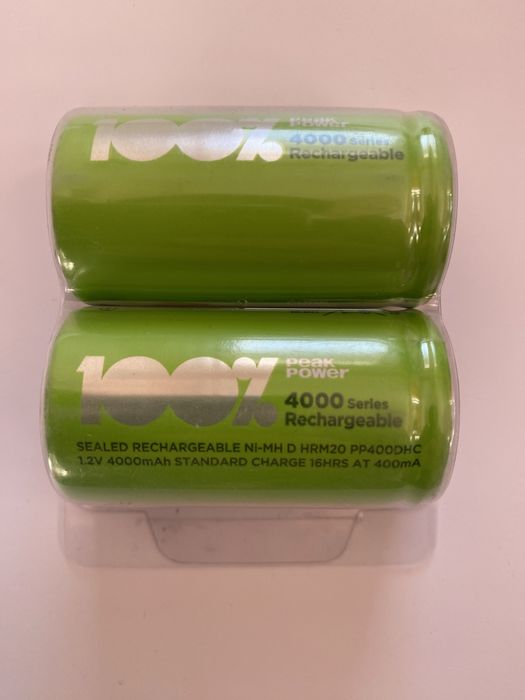 100%
PEAK
POWER
4000 Series
Rechargeable
100%
PEAK
POWER
4000 Series
Rechargeable
SEALED RECHARGEABLE NI-MH D HRM20 PP400DHC
1.2V 4000mAh STANDARD CHARGE 16HRS AT 400mA